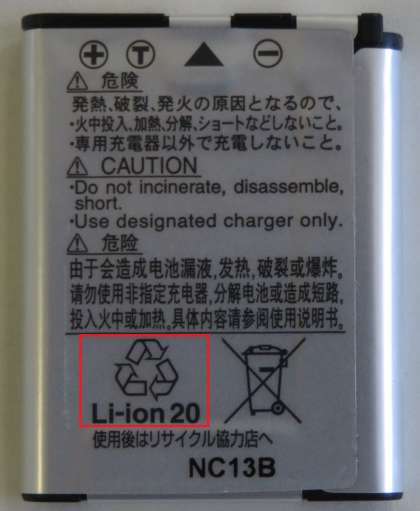 + T ▲ −
⚠ 危険
発熱、破裂、発火の原因となるので、
・火中投入、加熱、分解、ショートなどしないこと。
・専用充電器以外で充電しないこと。
⚠ CAUTION
・Do not incinerate, disassemble,
short.
・Use designated charger only.
⚠ 危险
由于会造成电池漏液，发热，破裂或爆炸。
请勿使用非指定充电器，分解电池或造成短路，
投入火中或加热。具体内容请参阅使用说明书。
Li-ion 20
使用後はリサイクル協力店へ
NC13B